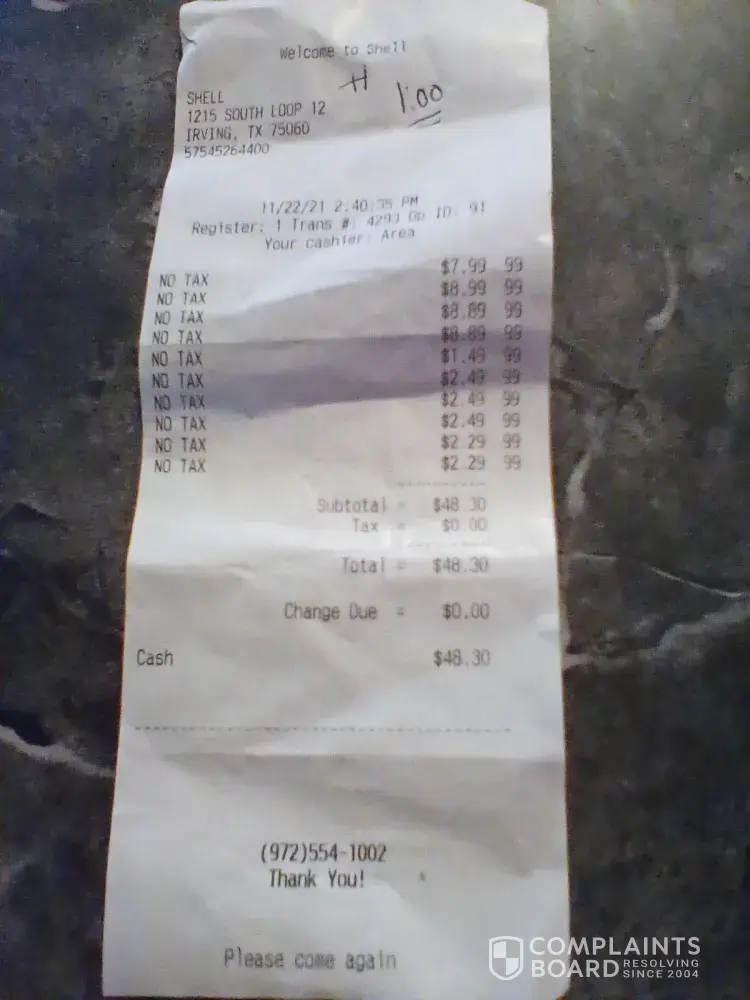 Welcome to Shell
H 1.00
SHELL
1215 SOUTH LOOP 12
IRVING, TX 75060
57545264400
11/22/21 2:40:35 PM
Register: 1 Trans #: 4293 Op ID: 91
Your cashier: Area
NO TAX $7.99 99
NO TAX $8.99 99
NO TAX $8.89 99
NO TAX $8.89 99
NO TAX $1.49 99
NO TAX $2.49 99
NO TAX $2.49 99
NO TAX $2.49 99
NO TAX $2.29 99
NO TAX $2.29 99
Subtotal = $48.30
Tax = $0.00
Total = $48.30
Change Due = $0.00
Cash $48.30
(972)554-1002
Thank You!
Please come again
COMPLAINTS
BOARD RESOLVING
SINCE 2004